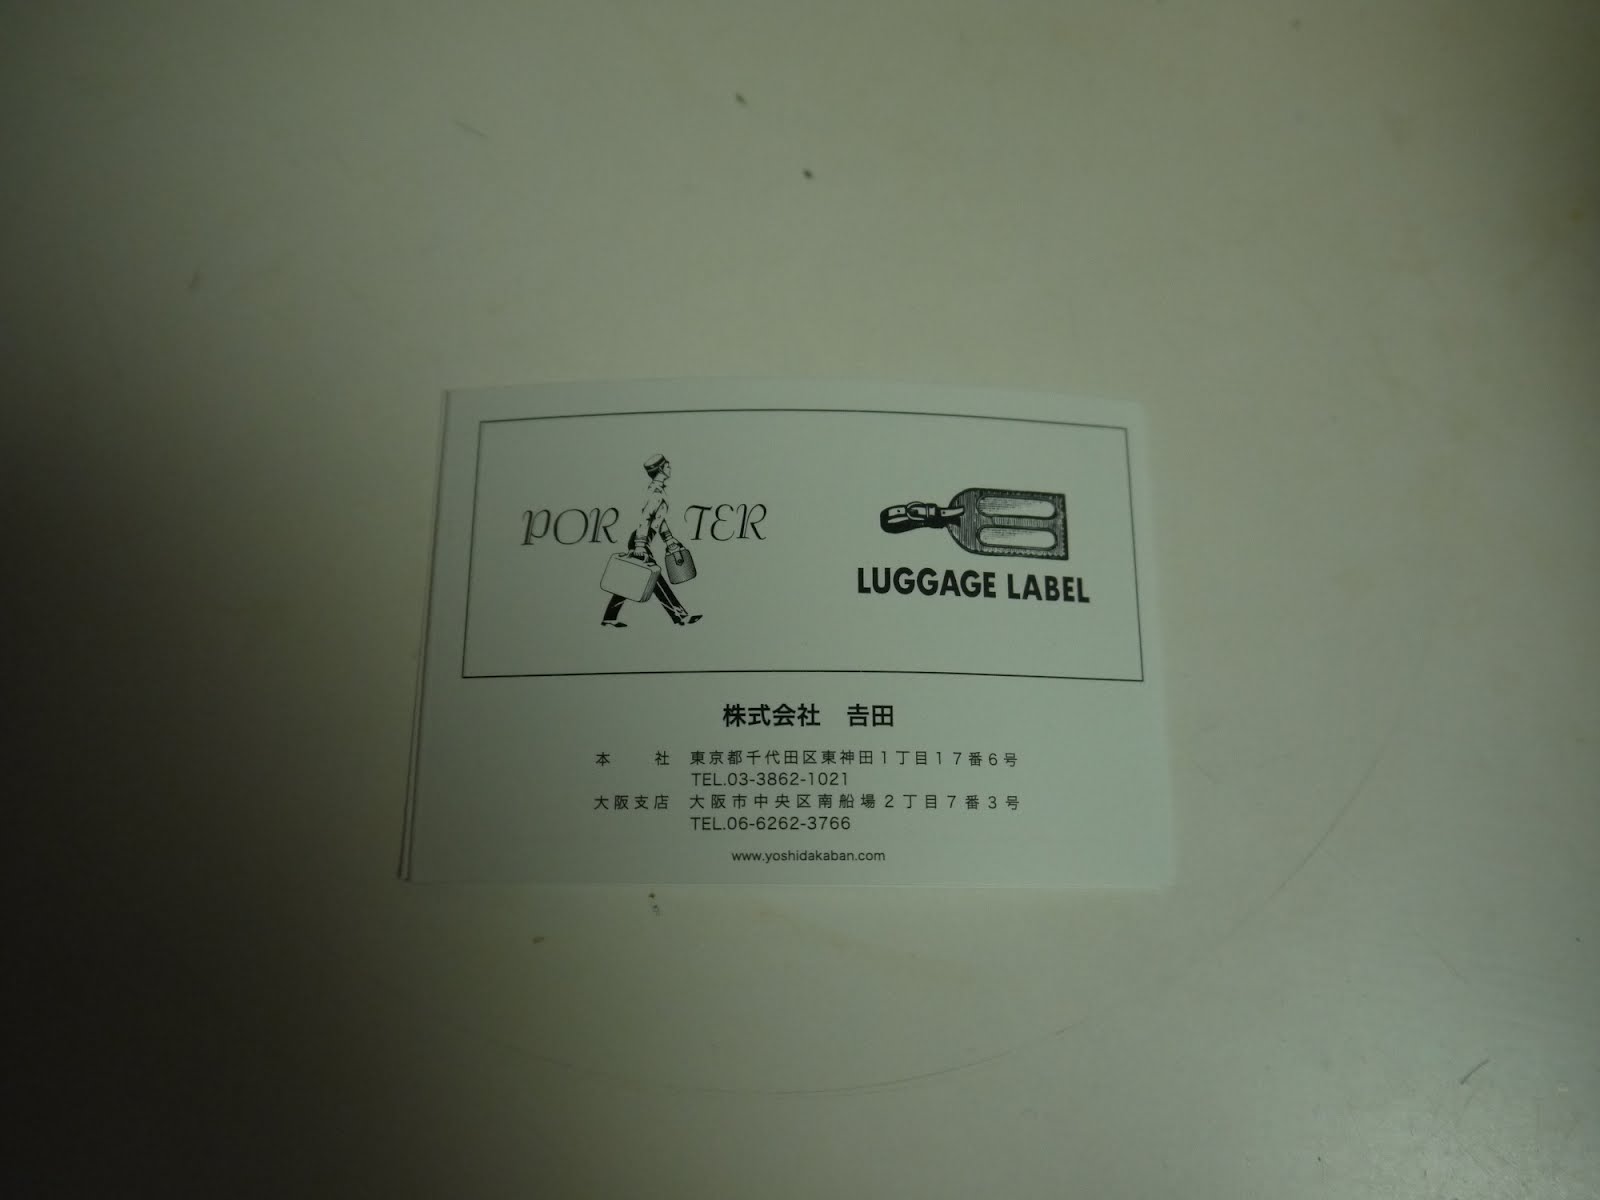 PORTER
LUGGAGE LABEL
株式会社　𠮷田
本　　社　東京都千代田区東神田１丁目１７番６号
TEL.03-3862-1021
大阪支店　大阪市中央区南船場２丁目７番３号
TEL.06-6262-3766
www.yoshidakaban.com